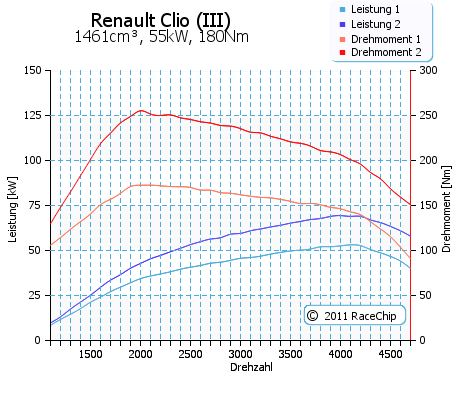 Renault Clio (III)
1461cm³, 55kW, 180Nm
Leistung 1
Leistung 2
Drehmoment 1
Drehmoment 2
Leistung [kW]
150
125
100
75
50
25
0
300
250
200
150
100
50
0
Drehmoment [Nm]
© 2011 RaceChip
1500 2000 2500 3000 3500 4000 4500
Drehzahl